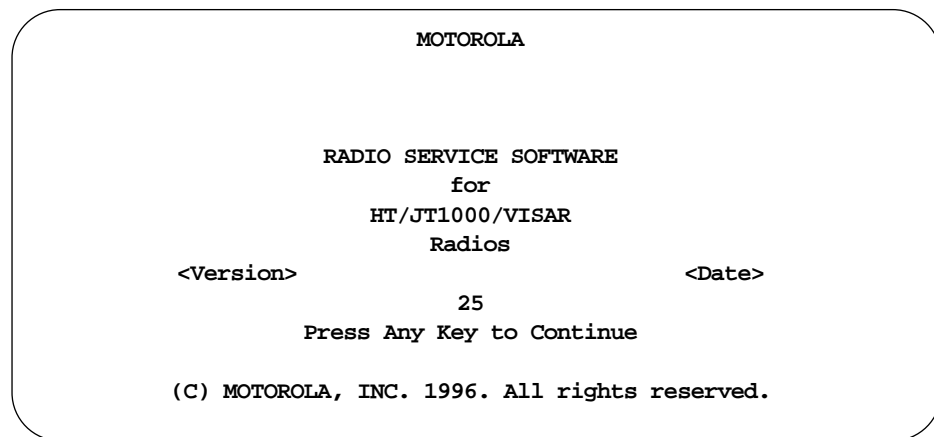 MOTOROLA
RADIO SERVICE SOFTWARE
for
HT/JT1000/VISAR
Radios
<Version> <Date>
25
Press Any Key to Continue
(C) MOTOROLA, INC. 1996. All rights reserved.